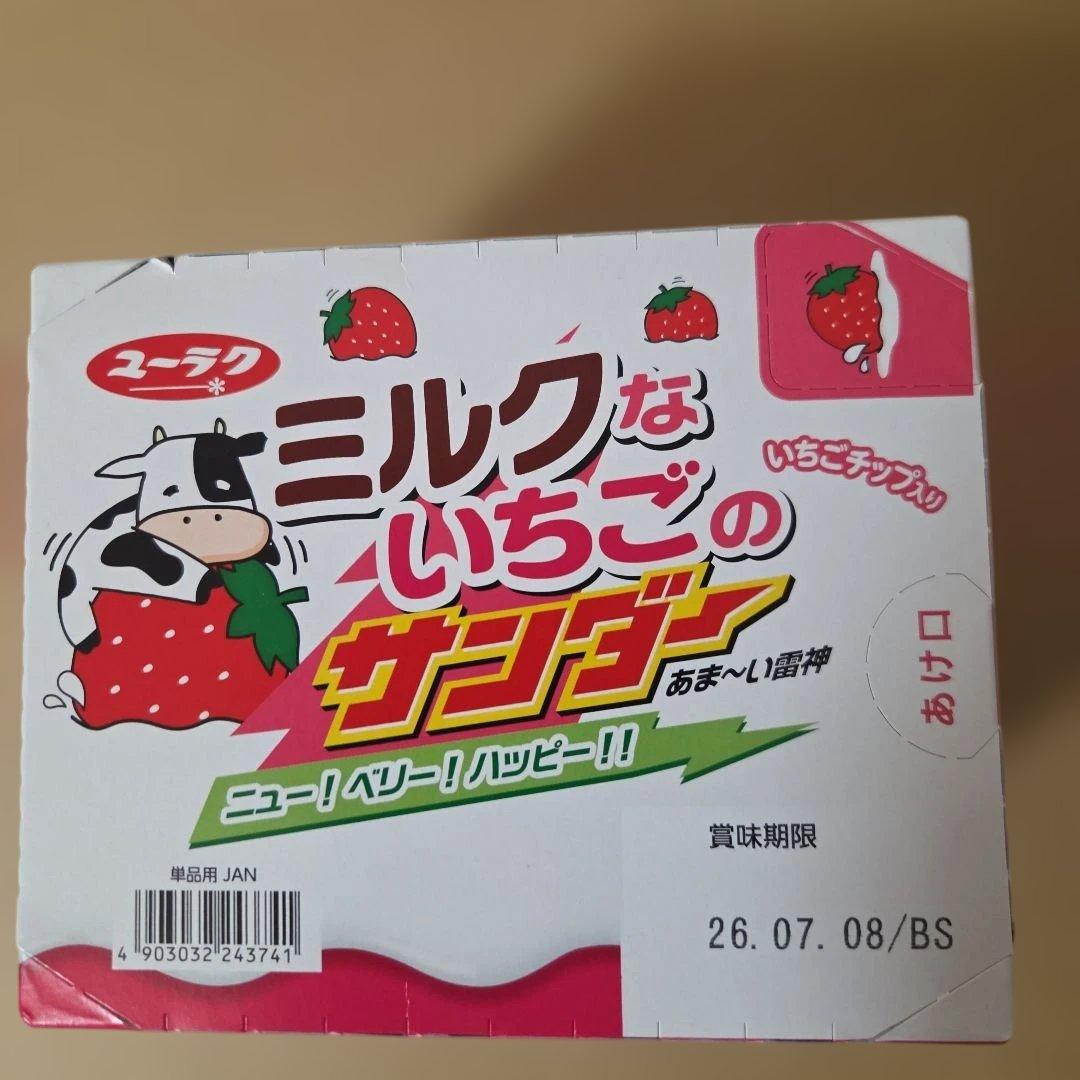 ユーラク
ミルクな
いちごの
サンダー
あま～い雷神
ニュー！ベリー！ハッピー!!
いちごチップ入り
あけ口
単品用 JAN
4 903032 243741
賞味期限
26.07.08/BS